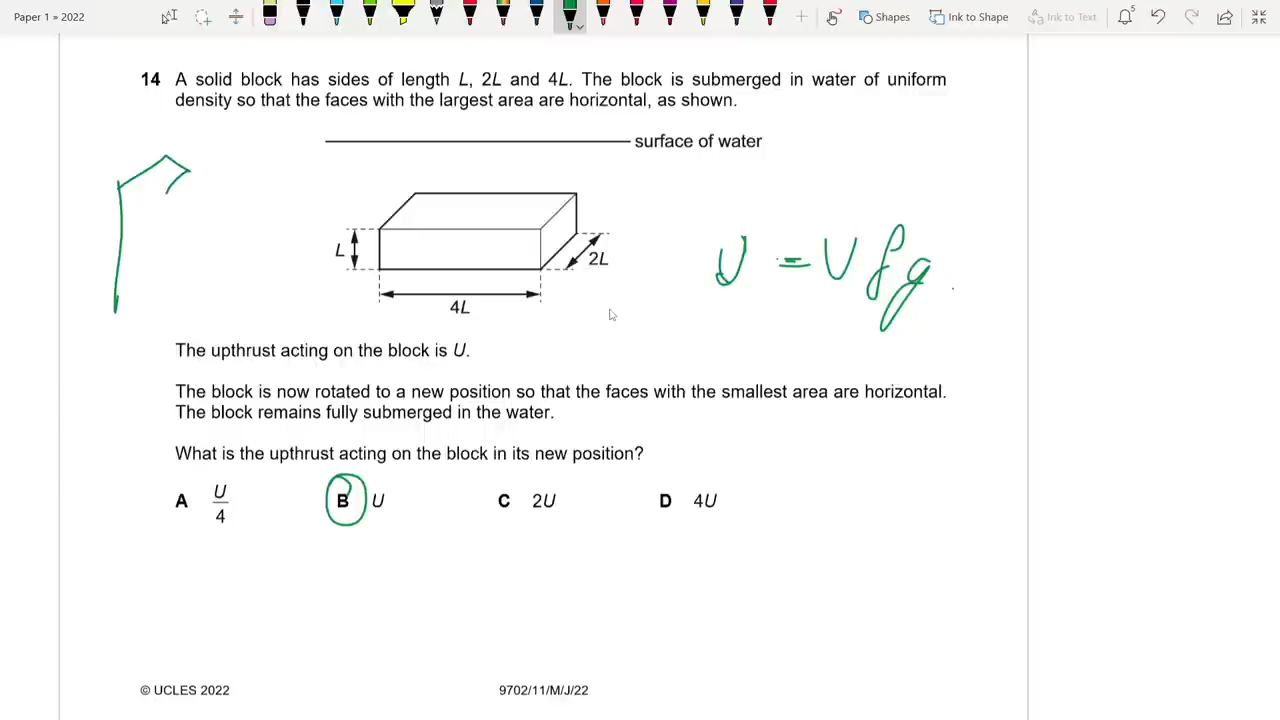 Paper 1 » 2022
Shapes
Ink to Shape
Ink to Text
5
14 A solid block has sides of length L, 2L and 4L. The block is submerged in water of uniform
density so that the faces with the largest area are horizontal, as shown.
surface of water
L
2L
4L
U = Vρg
The upthrust acting on the block is U.
The block is now rotated to a new position so that the faces with the smallest area are horizontal.
The block remains fully submerged in the water.
What is the upthrust acting on the block in its new position?
A U/4 B U C 2U D 4U
© UCLES 2022 9702/11/M/J/22